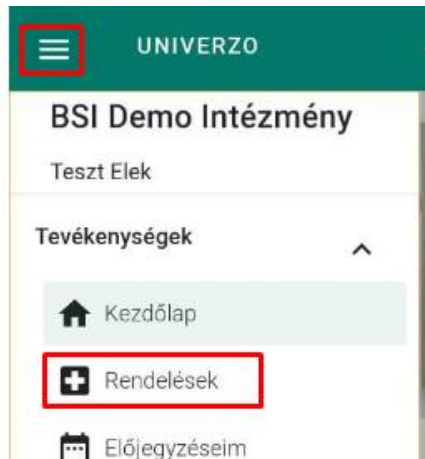 UNIVERZO
BSI Demo Intézmény
Teszt Elek
Tevékenységek
Kezdőlap
Rendelések
Előjegyzéseim